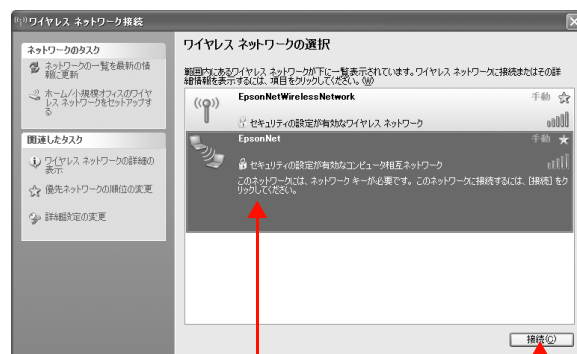 ワイヤレス ネットワーク接続
ネットワークのタスク
ネットワークの一覧を最新の情
報に更新
ホーム/小規模オフィスのワイヤ
レス ネットワークをセットアップす
る
関連したタスク
ワイヤレス ネットワークの詳細の
表示
優先ネットワークの順位の変更
詳細設定の変更
ワイヤレス ネットワークの選択
範囲内にあるワイヤレス ネットワークが下に一覧表示されています。ワイヤレス ネットワークに接続またはその詳
細情報を表示するには、項目をクリックしてください。(W)
EpsonNetWirelessNetwork
手動
セキュリティの設定が有効なワイヤレス ネットワーク
EpsonNet
手動
セキュリティの設定が有効なコンピュータ相互ネットワーク
このネットワークには、ネットワーク キーが必要です。このネットワークに接続するには、[接続] をク
リックしてください。
接続(C)